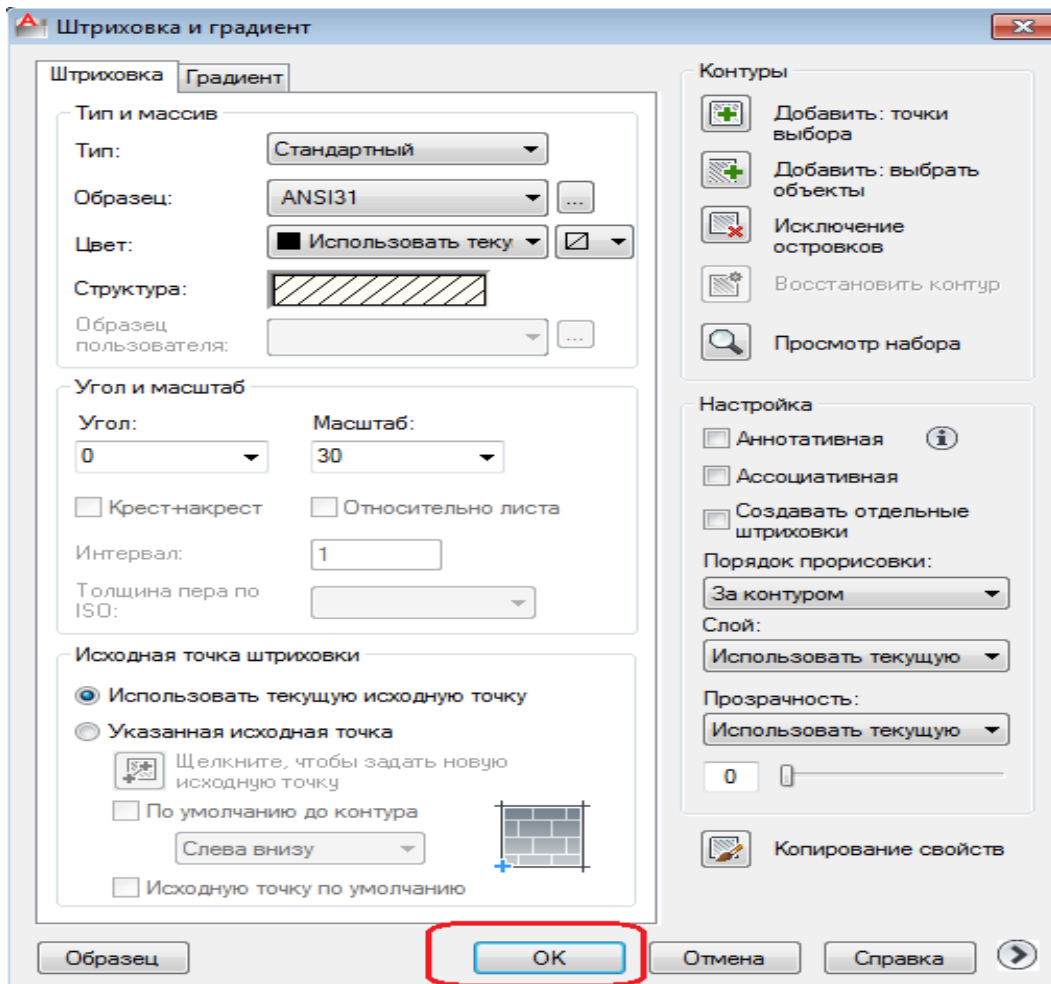 Штриховка и градиент
Штриховка
Градиент
Тип и массив
Тип:
Стандартный
Образец:
ANSI31
...
Цвет:
Использовать теку
Структура:
Образец
пользователя:
...
Угол и масштаб
Угол:
Масштаб:
0
30
Крест-накрест
Относительно листа
Интервал:
1
Толщина пера по
ISO:
Исходная точка штриховки
Использовать текущую исходную точку
Указанная исходная точка
Щелкните, чтобы задать новую
исходную точку
По умолчанию до контура
Слева внизу
Исходную точку по умолчанию
Контуры
Добавить: точки
выбора
Добавить: выбрать
объекты
Исключение
островков
Восстановить контур
Просмотр набора
Настройка
Аннотативная
Ассоциативная
Создавать отдельные
штриховки
Порядок прорисовки:
За контуром
Слой:
Использовать текущую
Прозрачность:
Использовать текущую
0
Копирование свойств
Образец
ОК
Отмена
Справка